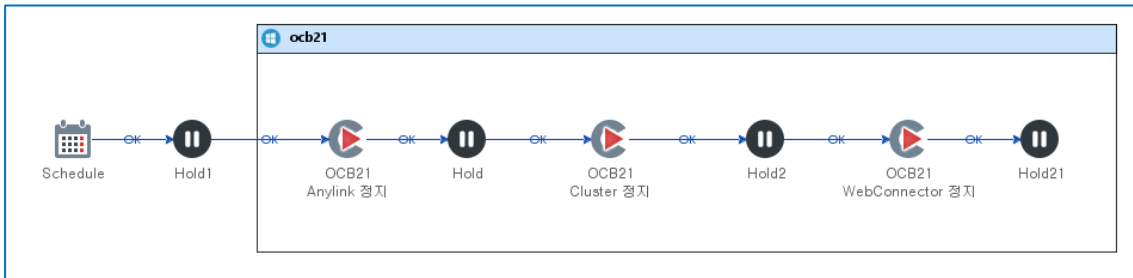 ocb21
OK
OK
OK
OK
OK
OK
OK
Schedule
Hold1
OCB21
Anylink 정지
Hold
OCB21
Cluster 정지
Hold2
OCB21
WebConnector 정지
Hold21